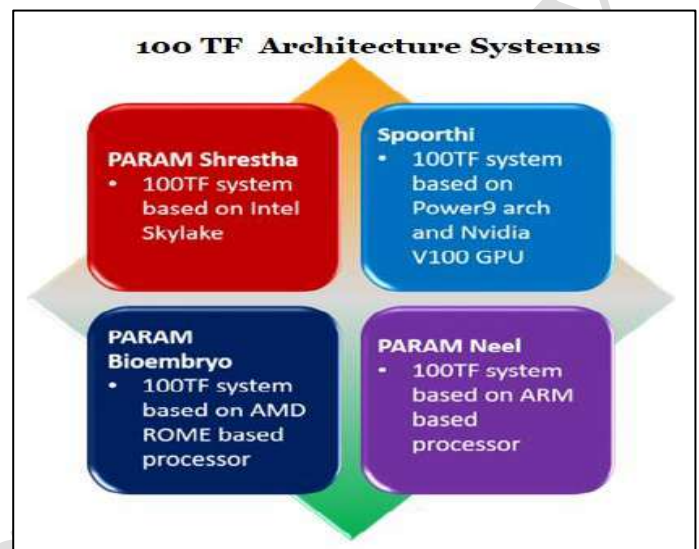 100 TF Architecture Systems
PARAM Shrestha
• 100TF system
based on Intel
Skylake
Spoorthi
• 100TF system
based on
Power9 arch
and Nvidia
V100 GPU
PARAM
Bioembryo
• 100TF system
based on AMD
ROME based
processor
PARAM Neel
• 100TF system
based on ARM
based
processor